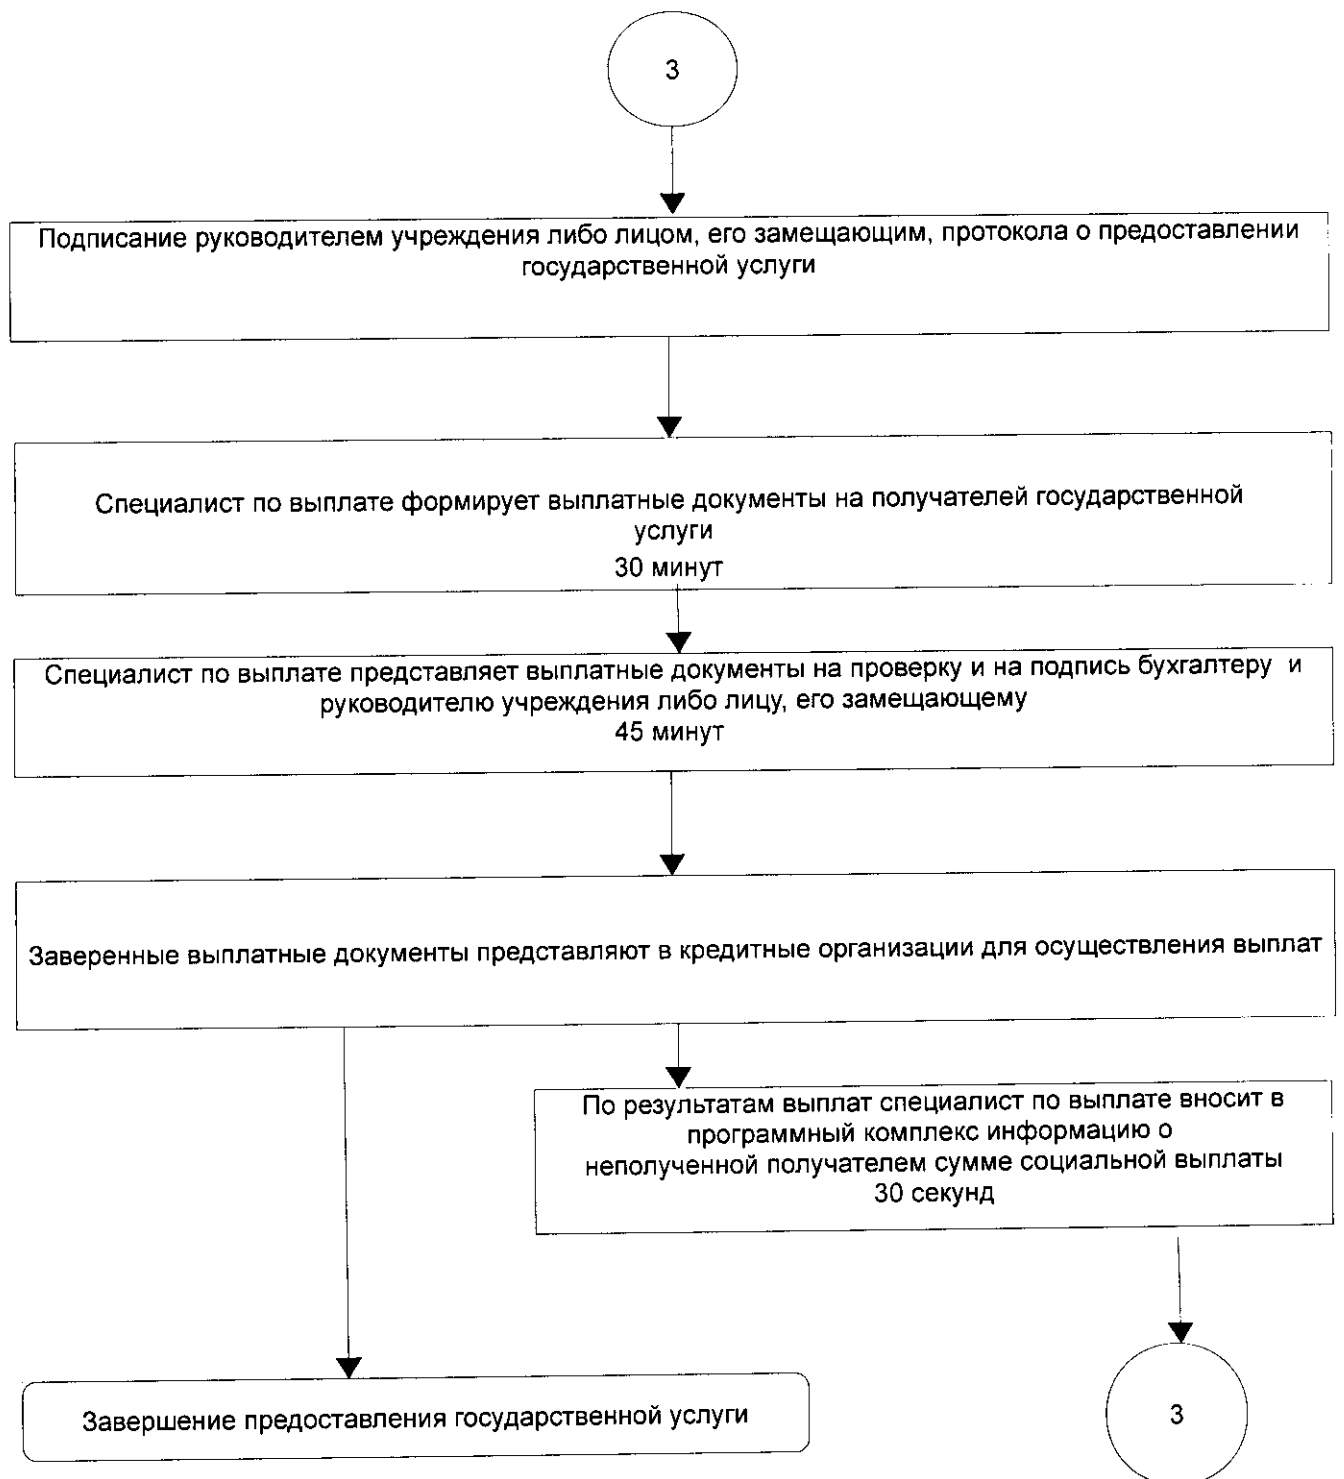 3
Подписание руководителем учреждения либо лицом, его замещающим, протокола о предоставлении
государственной услуги
Специалист по выплате формирует выплатные документы на получателей государственной
услуги
30 минут
Специалист по выплате представляет выплатные документы на проверку и на подпись бухгалтеру и
руководителю учреждения либо лицу, его замещающему
45 минут
Заверенные выплатные документы представляют в кредитные организации для осуществления выплат
По результатам выплат специалист по выплате вносит в
программный комплекс информацию о
неполученной получателем сумме социальной выплаты
30 секунд
Завершение предоставления государственной услуги
3